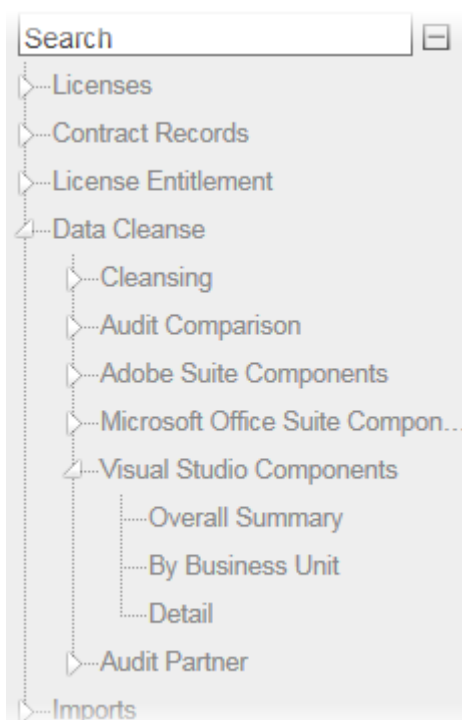 Search
Licenses
Contract Records
License Entitlement
Data Cleanse
Cleansing
Audit Comparison
Adobe Suite Components
Microsoft Office Suite Compon...
Visual Studio Components
Overall Summary
By Business Unit
Detail
Audit Partner
Imports